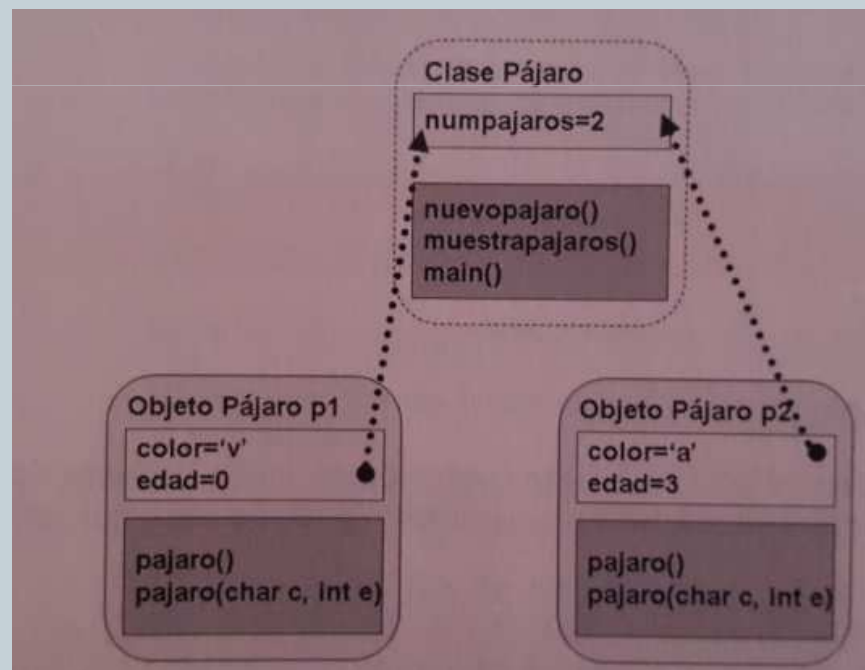 Clase Pájaro
numpajaros=2
nuevopajaro()
muestrapajaros()
main()
Objeto Pájaro p1
color=‘v’
edad=0
pajaro()
pajaro(char c, int e)
Objeto Pájaro p2
color=‘a’
edad=3
pajaro()
pajaro(char c, int e)